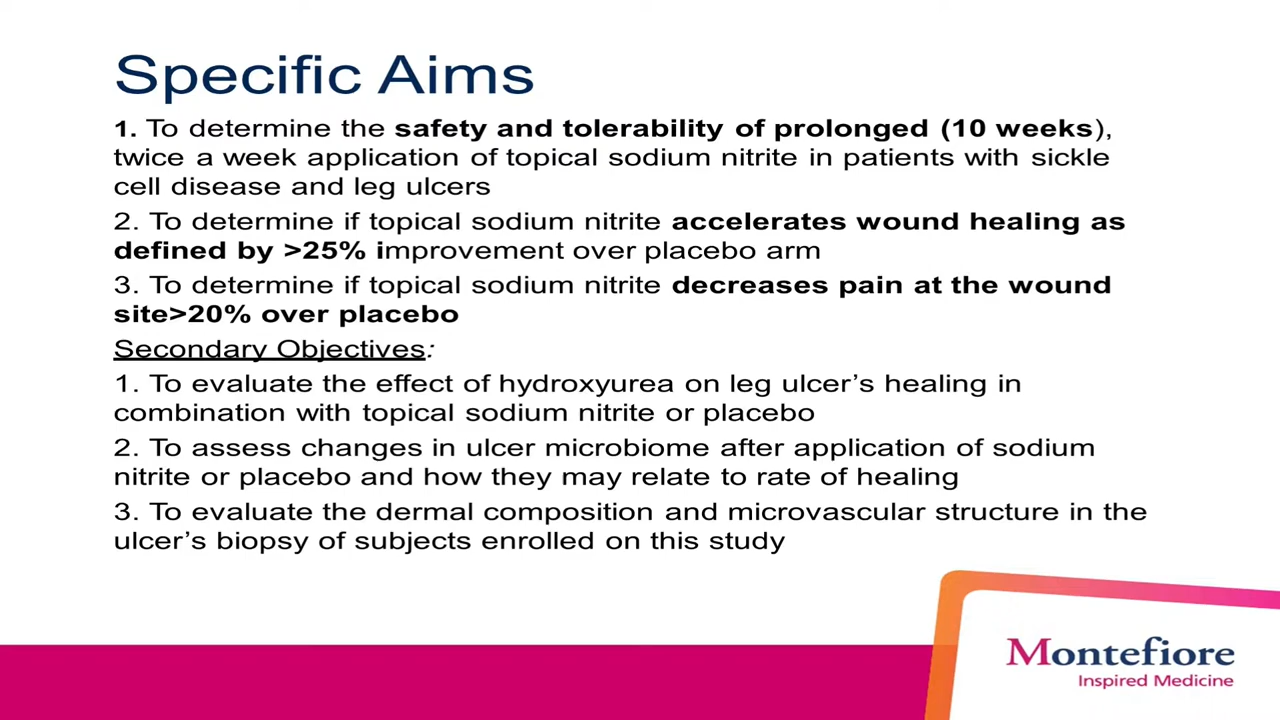 Specific Aims
1. To determine the safety and tolerability of prolonged (10 weeks),
twice a week application of topical sodium nitrite in patients with sickle
cell disease and leg ulcers
2. To determine if topical sodium nitrite accelerates wound healing as
defined by >25% improvement over placebo arm
3. To determine if topical sodium nitrite decreases pain at the wound
site>20% over placebo
Secondary Objectives:
1. To evaluate the effect of hydroxyurea on leg ulcer’s healing in
combination with topical sodium nitrite or placebo
2. To assess changes in ulcer microbiome after application of sodium
nitrite or placebo and how they may relate to rate of healing
3. To evaluate the dermal composition and microvascular structure in the
ulcer’s biopsy of subjects enrolled on this study
Montefiore
Inspired Medicine